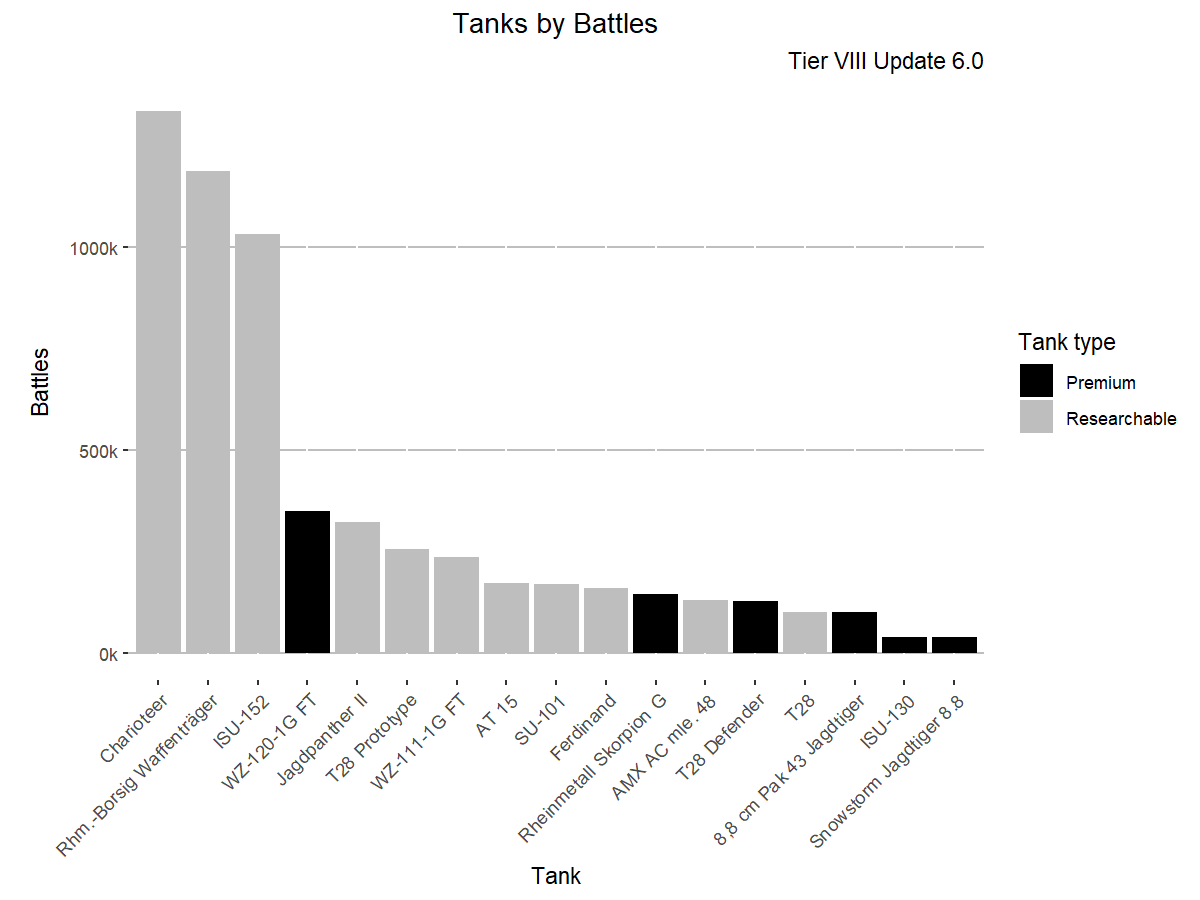 Tanks by Battles
Tier VIII Update 6.0
Battles
1000k
500k
0k
Charioteer
Rhm.-Borsig Waffenträger
ISU-152
WZ-120-1G FT
Jagdpanther II
T28 Prototype
WZ-111-1G FT
AT 15
SU-101
Ferdinand
Rheinmetall Skorpion G
AMX AC mle. 48
T28 Defender
T28
8,8 cm Pak 43 Jagdtiger
ISU-130
Snowstorm Jagdtiger 8.8
Tank
Tank type
Premium
Researchable